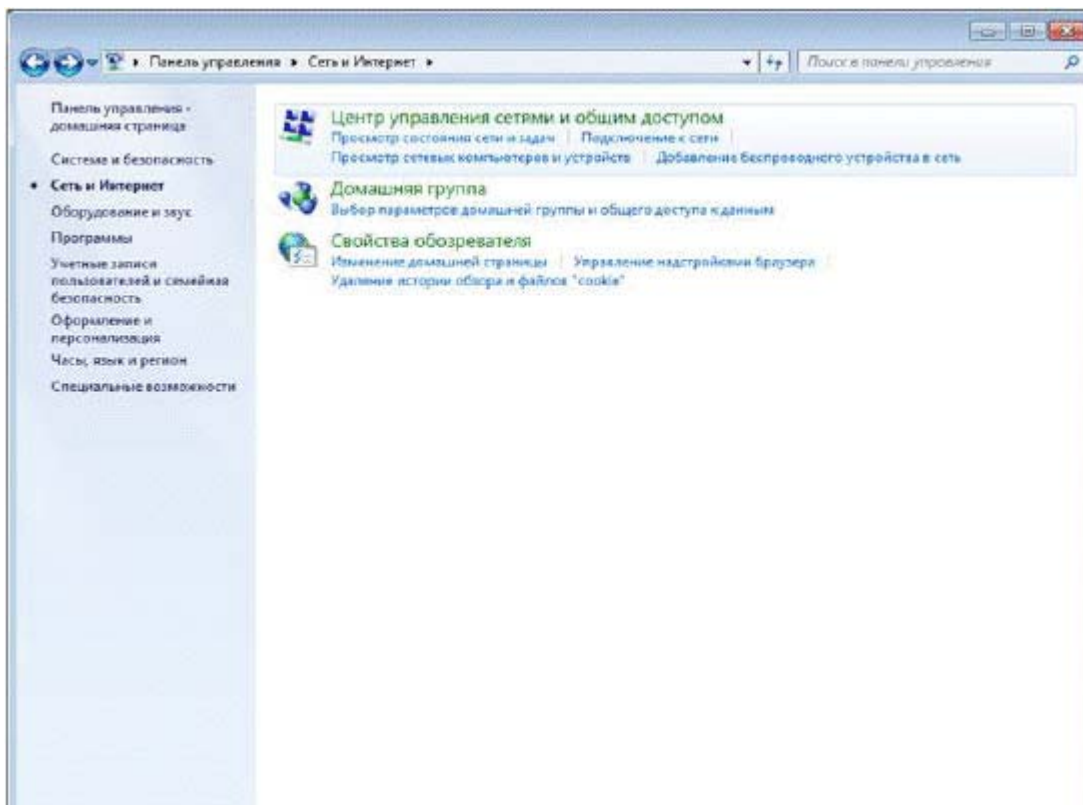 Панель управления ▸ Сеть и Интернет ▸
Поиск в панели управления
Панель управления -
домашняя страница
Система и безопасность
Сеть и Интернет
Оборудование и звук
Программы
Учетные записи
пользователей и семейная
безопасность
Оформление и
персонализация
Часы, язык и регион
Специальные возможности
Центр управления сетями и общим доступом
Просмотр состояния сети и задач | Подключение к сети
Просмотр сетевых компьютеров и устройств | Добавление беспроводного устройства в сеть
Домашняя группа
Выбор параметров домашней группы и общего доступа к данным
Свойства обозревателя
Изменение домашней страницы | Управление надстройками браузера
Удаление истории обзора и файлов "cookie"